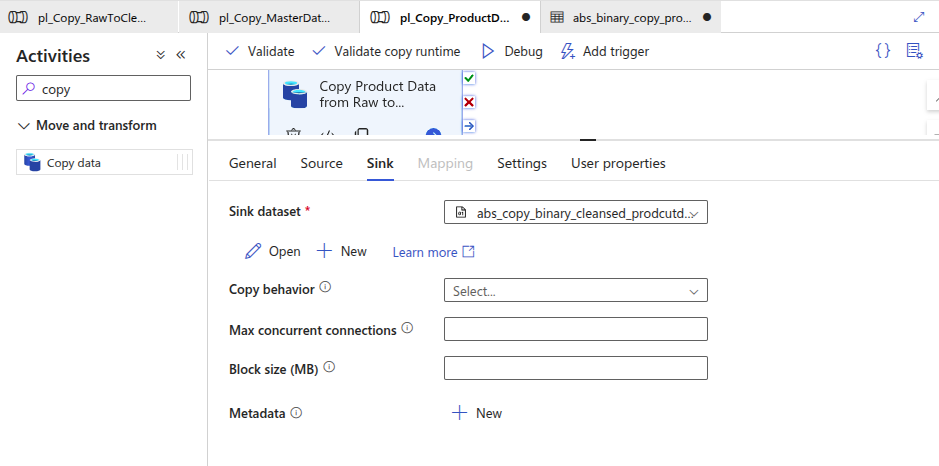 pl_Copy_RawToCle...
pl_Copy_MasterDat...
pl_Copy_ProductD...
abs_binary_copy_pro...
Activities
copy
Move and transform
Copy data
Validate
Validate copy runtime
Debug
Add trigger
Copy Product Data
from Raw to...
General
Source
Sink
Mapping
Settings
User properties
Sink dataset *
abs_copy_binary_cleansed_prodcutd...
Open
New
Learn more
Copy behavior
Select...
Max concurrent connections
Block size (MB)
Metadata
New